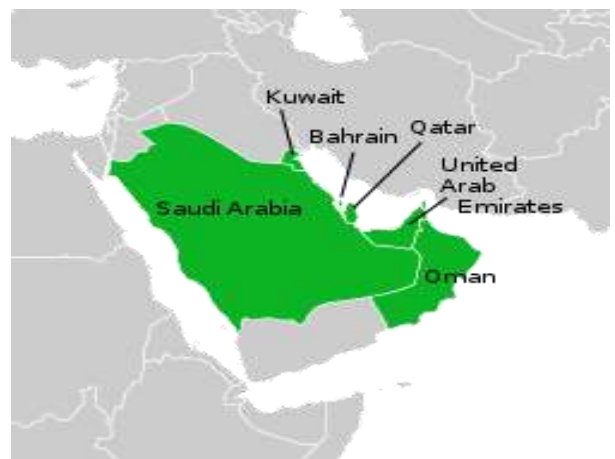 Kuwait
Bahrain
Qatar
United
Arab
Emirates
Saudi Arabia
Oman